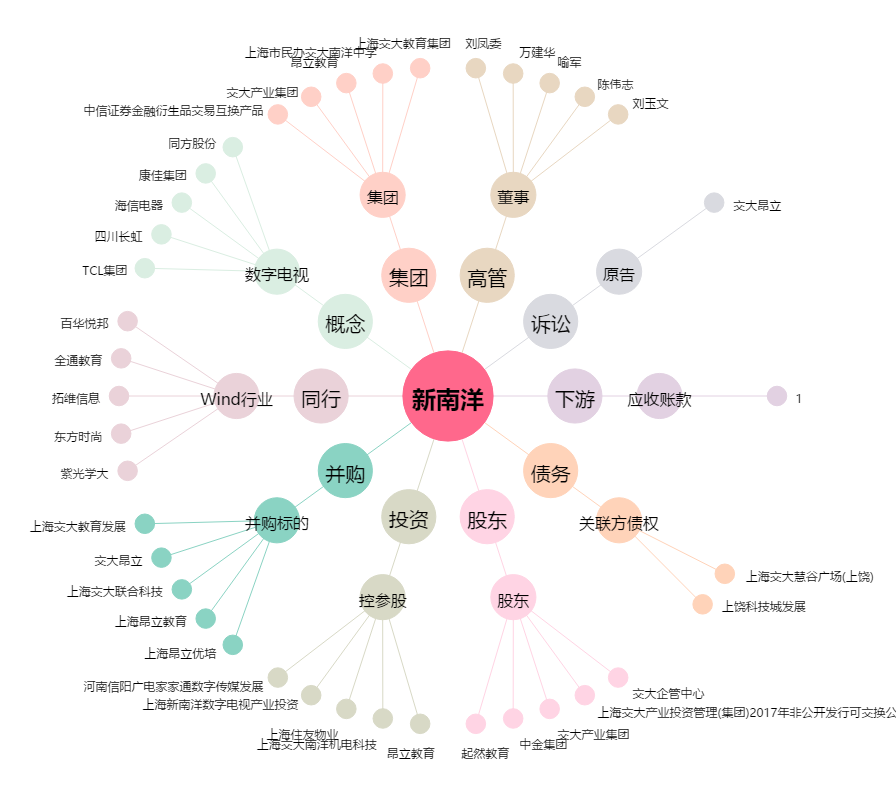 上海交大教育集团
刘凤委
上海市民办交大南洋中学
万建华
昂立教育
喻军
交大产业集团
陈伟志
中信证券金融衍生品交易互换产品
刘玉文
同方股份
康佳集团
集团
董事
海信电器
交大昂立
四川长虹
TCL集团
数字电视
集团
高管
原告
百华悦邦
概念
诉讼
全通教育
拓维信息
Wind行业
同行
新南洋
下游
应收账款
1
东方时尚
紫光学大
并购
债务
上海交大教育发展
并购标的
投资
股东
关联方债权
交大昂立
上海交大慧谷广场(上饶)
上海交大联合科技
控参股
股东
上饶科技城发展
上海昂立教育
上海昂立优培
河南信阳广电家家通数字传媒发展
交大企管中心
上海新南洋数字电视产业投资
上海交大产业投资管理(集团)2017年非公开发行可交换公
上海住友物业
交大产业集团
上海交大南洋机电科技
中金集团
昂立教育
起然教育